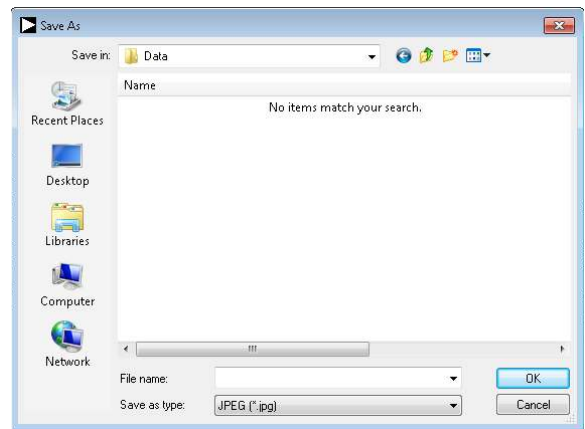 Save As
Save in:
Data
Name
No items match your search.
Recent Places
Desktop
Libraries
Computer
Network
File name:
OK
Save as type:
JPEG (*.jpg)
Cancel